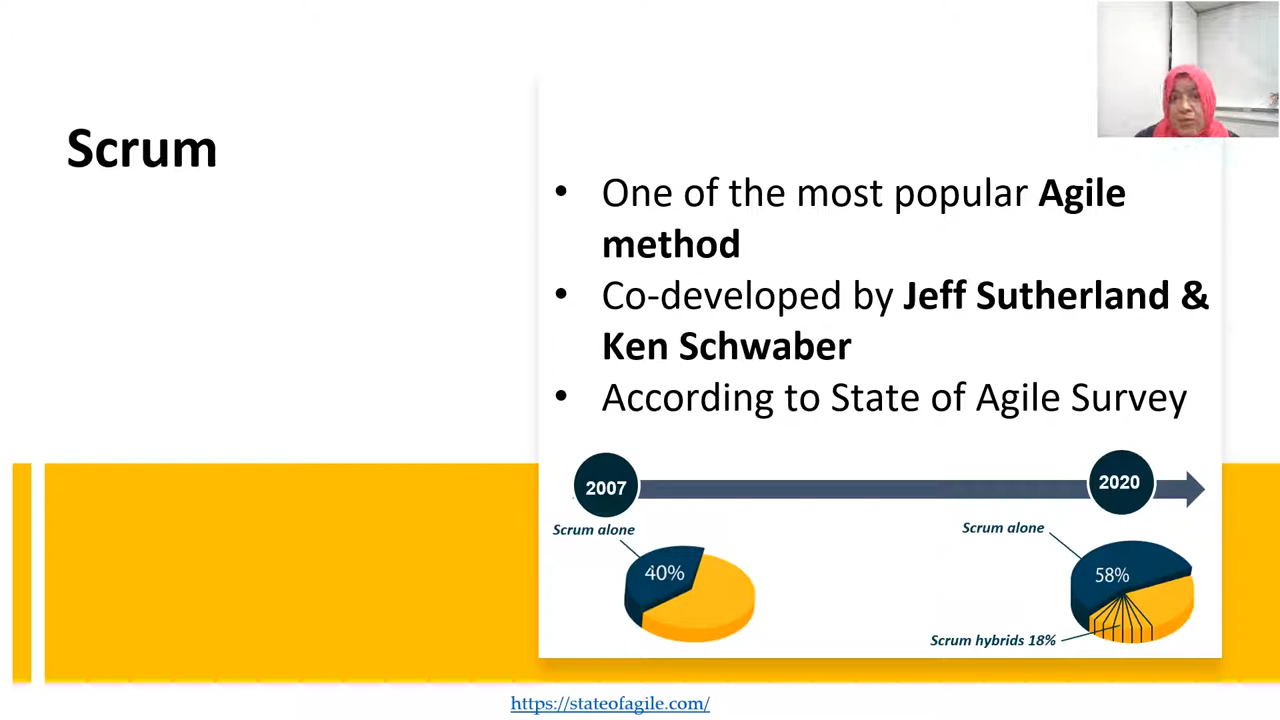 Scrum
• One of the most popular Agile
method
• Co-developed by Jeff Sutherland &
Ken Schwaber
• According to State of Agile Survey
2007
2020
Scrum alone
40%
Scrum alone
58%
Scrum hybrids 18%
https://stateofagile.com/